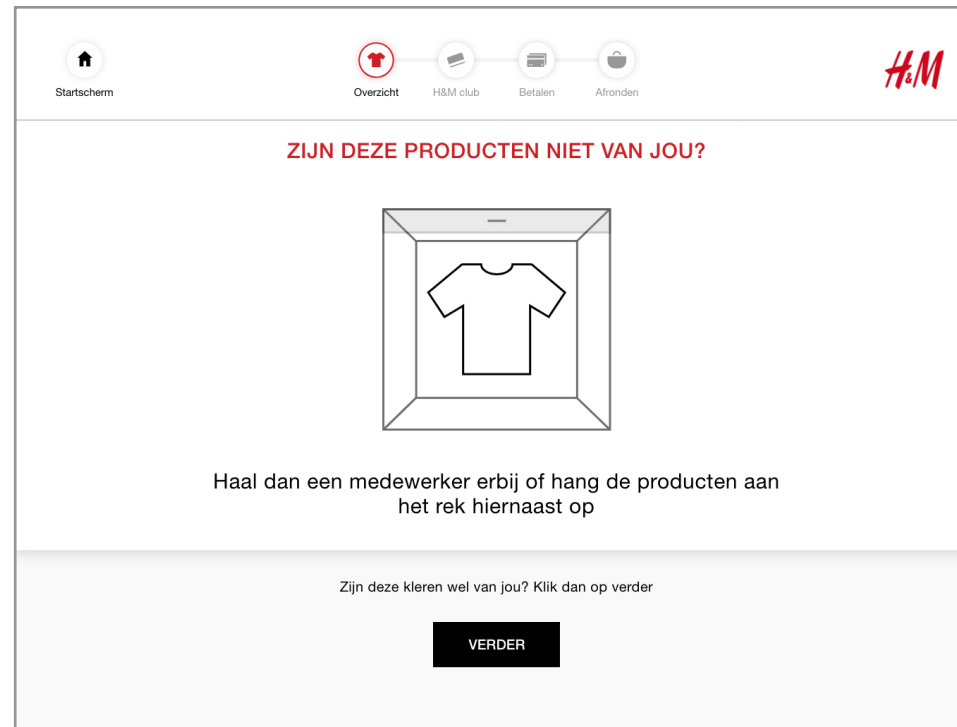 Startscherm
Overzicht
H&M club
Betalen
Afronden
H&M
ZIJN DEZE PRODUCTEN NIET VAN JOU?
Haal dan een medewerker erbij of hang de producten aan
het rek hiernaast op
Zijn deze kleren wel van jou? Klik dan op verder
VERDER